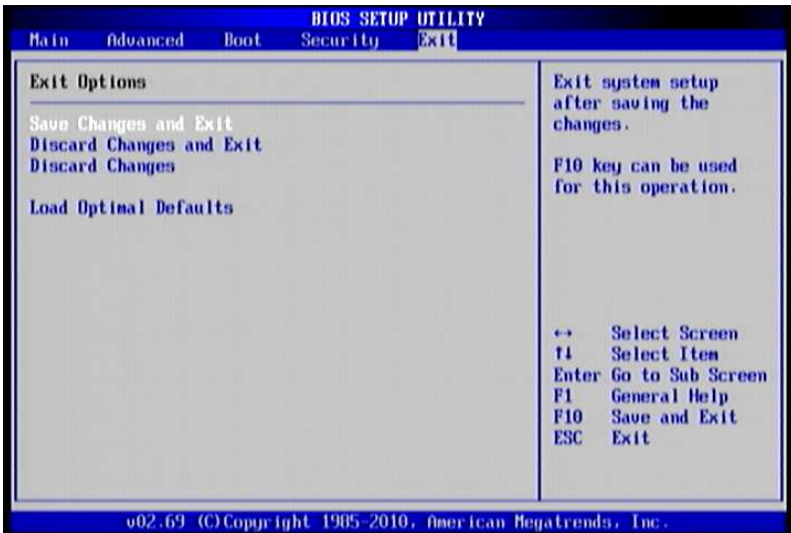 BIOS SETUP UTILITY
Main Advanced Boot Security Exit
Exit Options
Save Changes and Exit
Discard Changes and Exit
Discard Changes
Load Optimal Defaults
Exit system setup
after saving the
changes.
F10 key can be used
for this operation.
↔ Select Screen
↑↓ Select Item
Enter Go to Sub Screen
F1 General Help
F10 Save and Exit
ESC Exit
v02.69 (C)Copyright 1985-2010, American Megatrends, Inc.